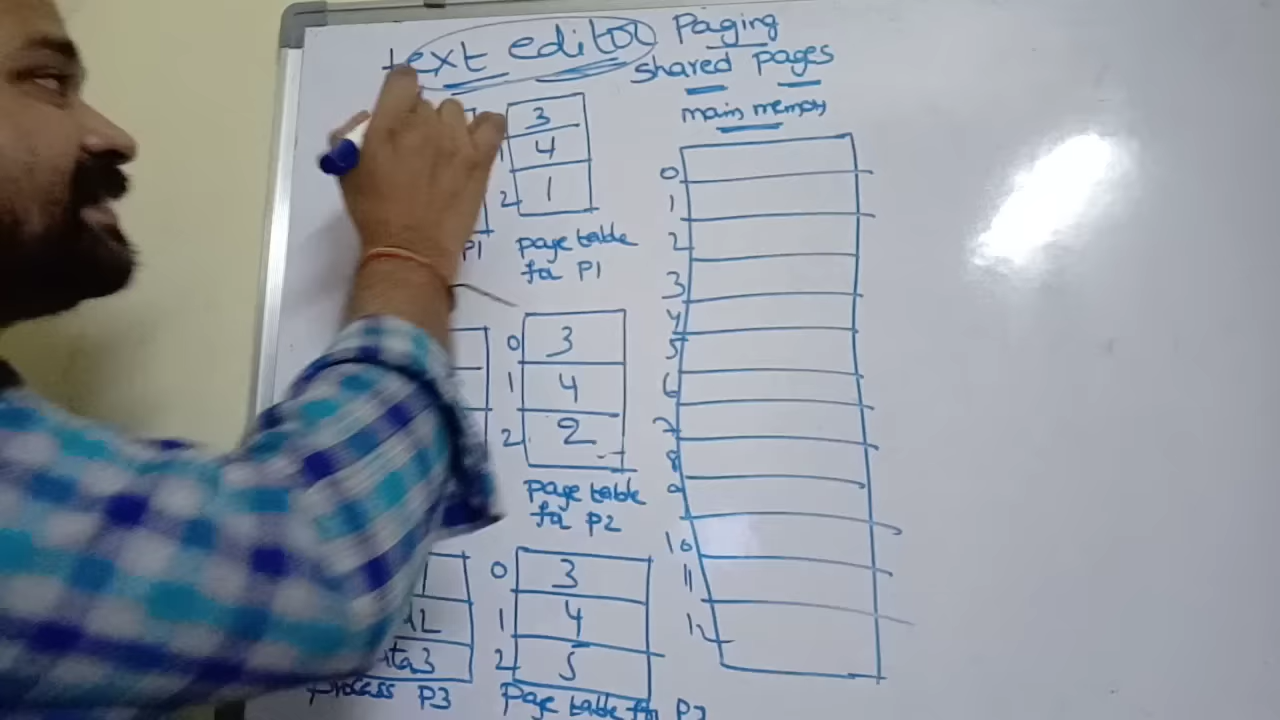 text editor Paging
shared pages
main memory
3
4
1
2
P1
page table
for P1
0 3
1 4
2 2
page table
for P2
0 3
1 4
2 5
process P3
Page table for
0
1
2
3
4
5
6
7
8
9
10
11
12